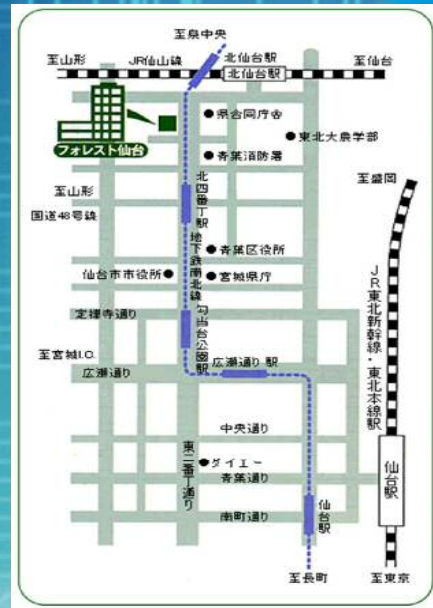 至泉中央
至山形
JR仙山線
北仙台駅
至仙台
北仙台駅
県合同庁舎
東北大農学部
フォレスト仙台
青葉消防署
至盛岡
北四番丁駅
至山形
国道48号線
地下鉄南北線
青葉区役所
仙台市市役所
宮城県庁
JR東北新幹線・東北本線駅
定禅寺通り
勾当台公園駅
至宮城I.C.
広瀬通り
広瀬通り駅
中央通り
東二番丁通り
ダイエー
青葉通り
仙台駅
南町通り
仙台駅
至長町
至東京